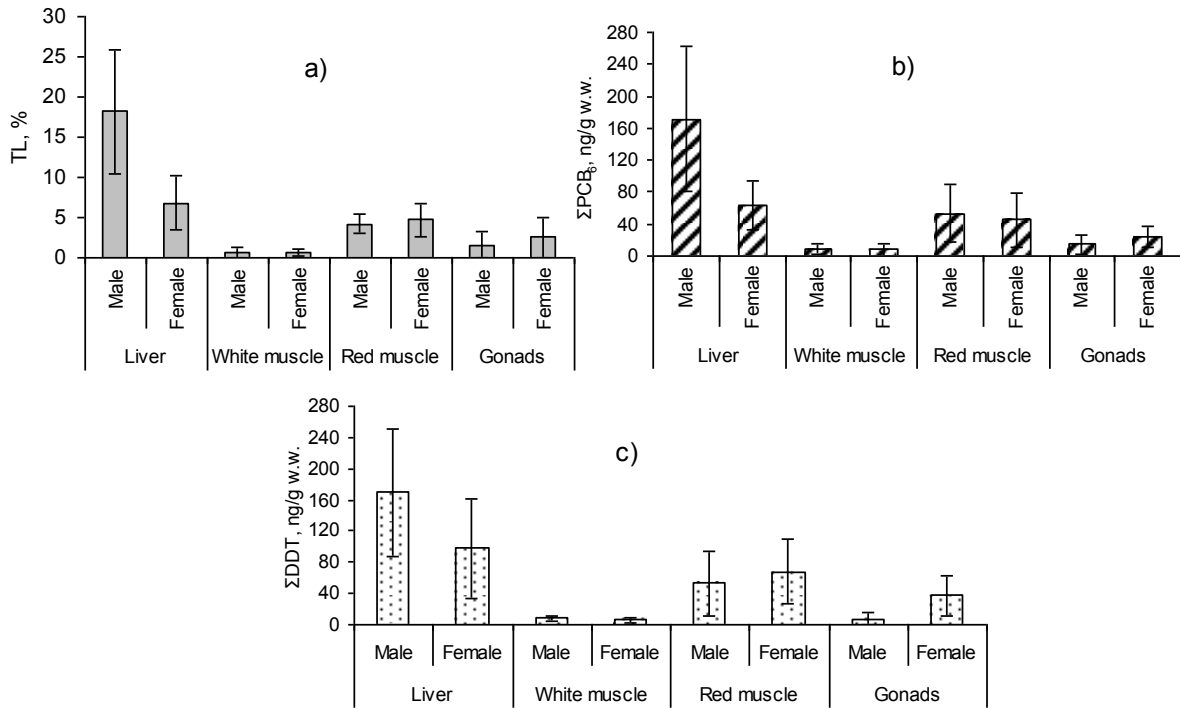 a)
TL, %
30
25
20
15
10
5
0
Male Female Male Female Male Female Male Female
Liver White muscle Red muscle Gonads
b)
ΣPCB₆, ng/g w.w.
280
240
200
160
120
80
40
0
Male Female Male Female Male Female Male Female
Liver White muscle Red muscle Gonads
c)
ΣDDT, ng/g w.w.
280
240
200
160
120
80
40
0
Male Female Male Female Male Female Male Female
Liver White muscle Red muscle Gonads